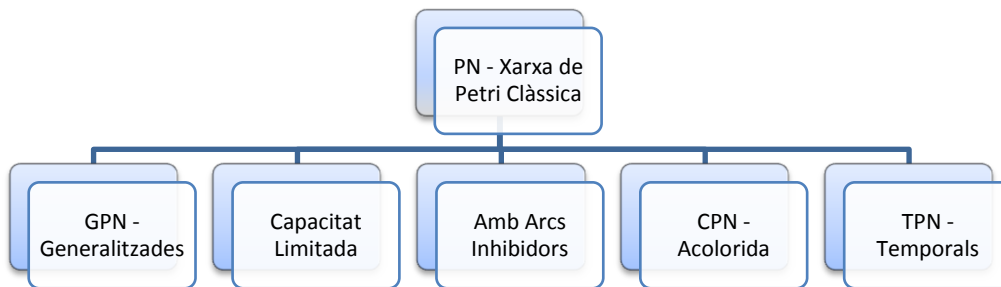 PN - Xarxa de
Petri Clàssica
GPN -
Generalitzades
Capacitat
Limitada
Amb Arcs
Inhibidors
CPN -
Acolorida
TPN -
Temporals